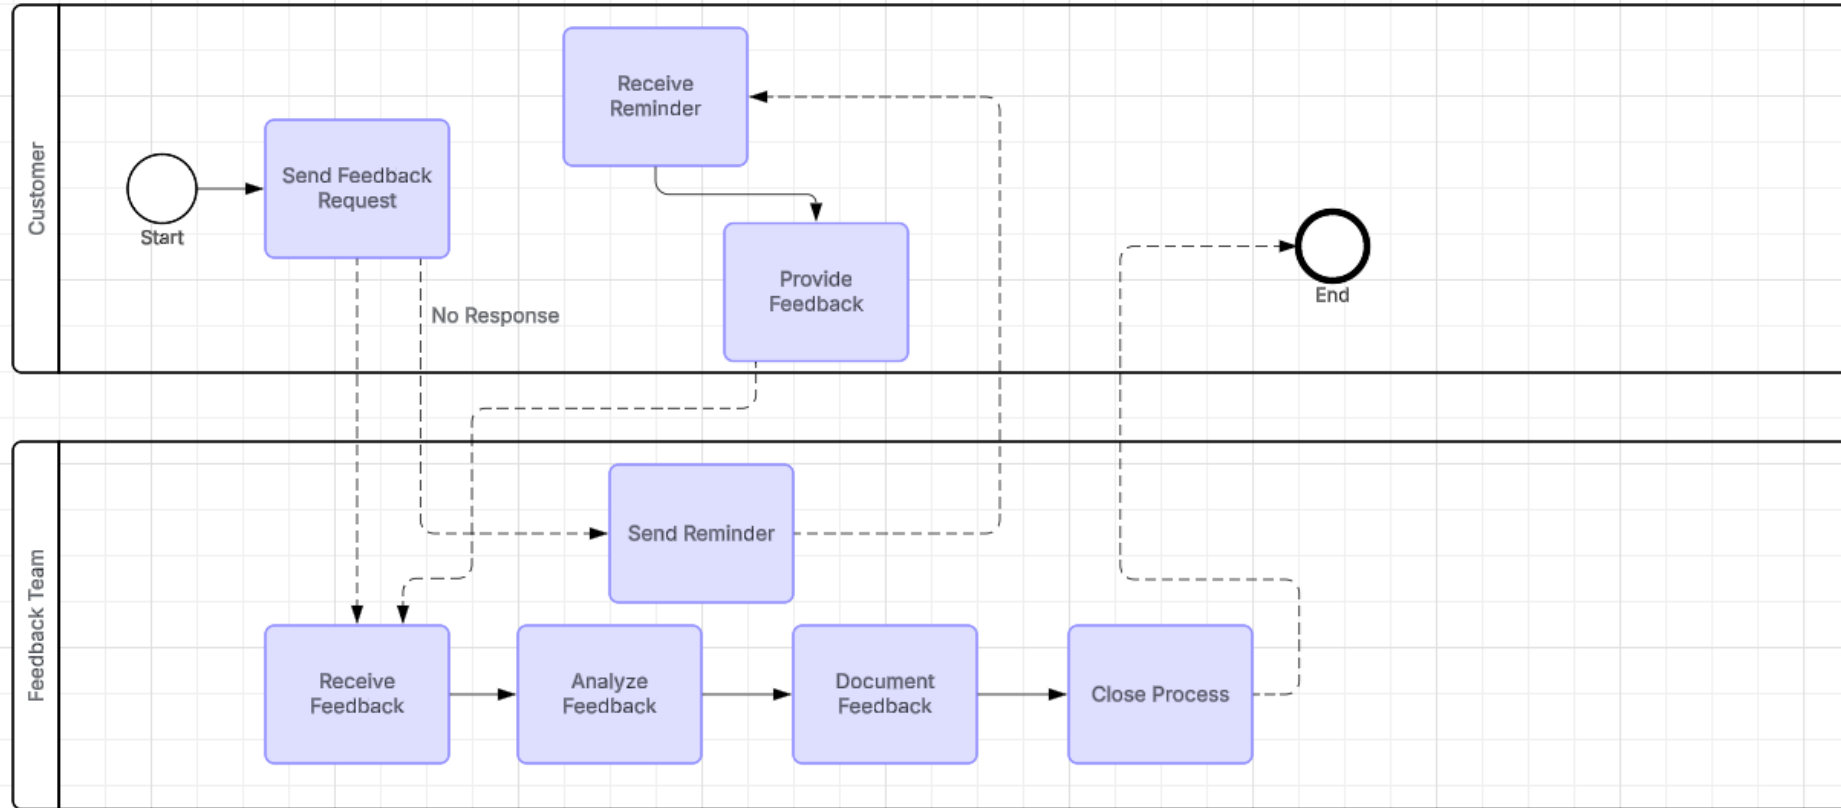 Customer
Start
Send Feedback
Request
No Response
Receive
Reminder
Provide
Feedback
End
Feedback Team
Send Reminder
Receive
Feedback
Analyze
Feedback
Document
Feedback
Close Process